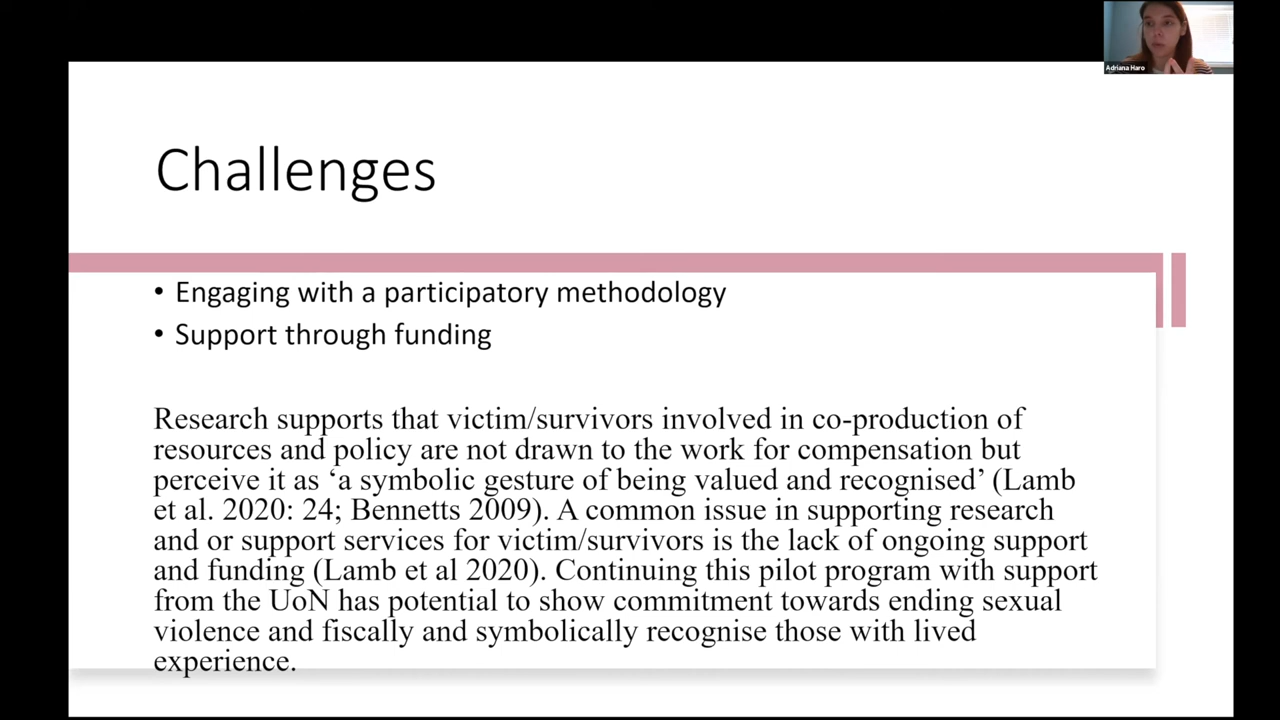 Adriana Haro
Challenges
• Engaging with a participatory methodology
• Support through funding
Research supports that victim/survivors involved in co-production of
resources and policy are not drawn to the work for compensation but
perceive it as ‘a symbolic gesture of being valued and recognised’ (Lamb
et al. 2020: 24; Bennetts 2009). A common issue in supporting research
and or support services for victim/survivors is the lack of ongoing support
and funding (Lamb et al 2020). Continuing this pilot program with support
from the UoN has potential to show commitment towards ending sexual
violence and fiscally and symbolically recognise those with lived
experience.